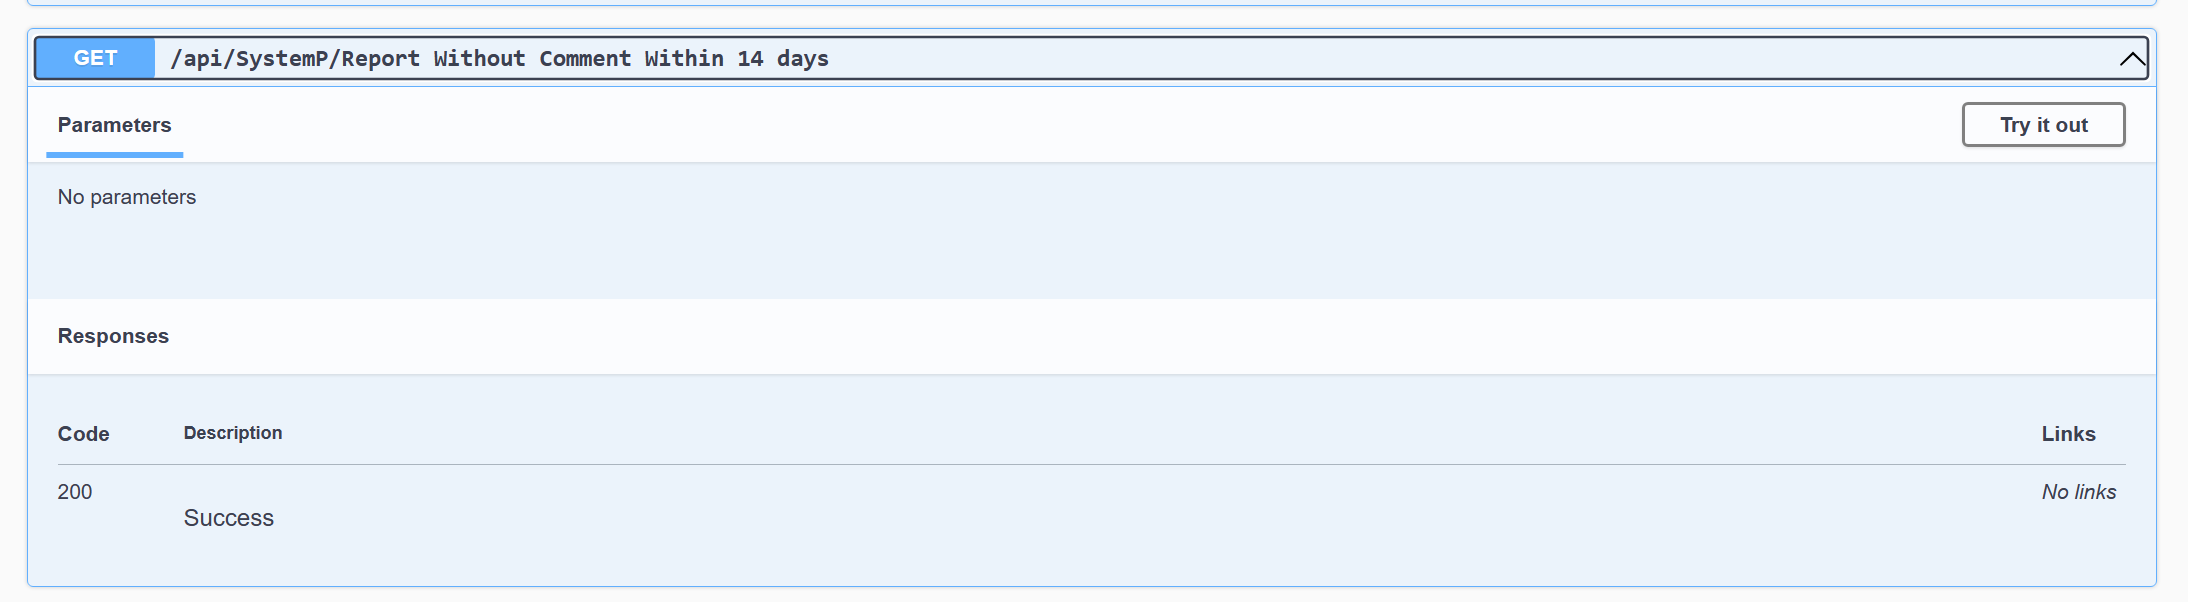 GET /api/SystemP/Report Without Comment Within 14 days
Parameters Try it out
No parameters
Responses
Code Description Links
200 No links
Success